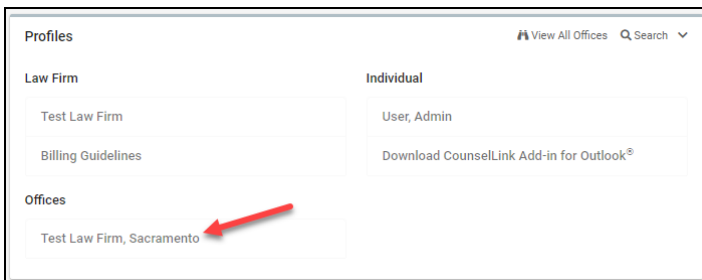 Profiles
View All Offices Search
Law Firm
Individual
Test Law Firm
User, Admin
Billing Guidelines
Download CounselLink Add-in for Outlook®
Offices
Test Law Firm, Sacramento